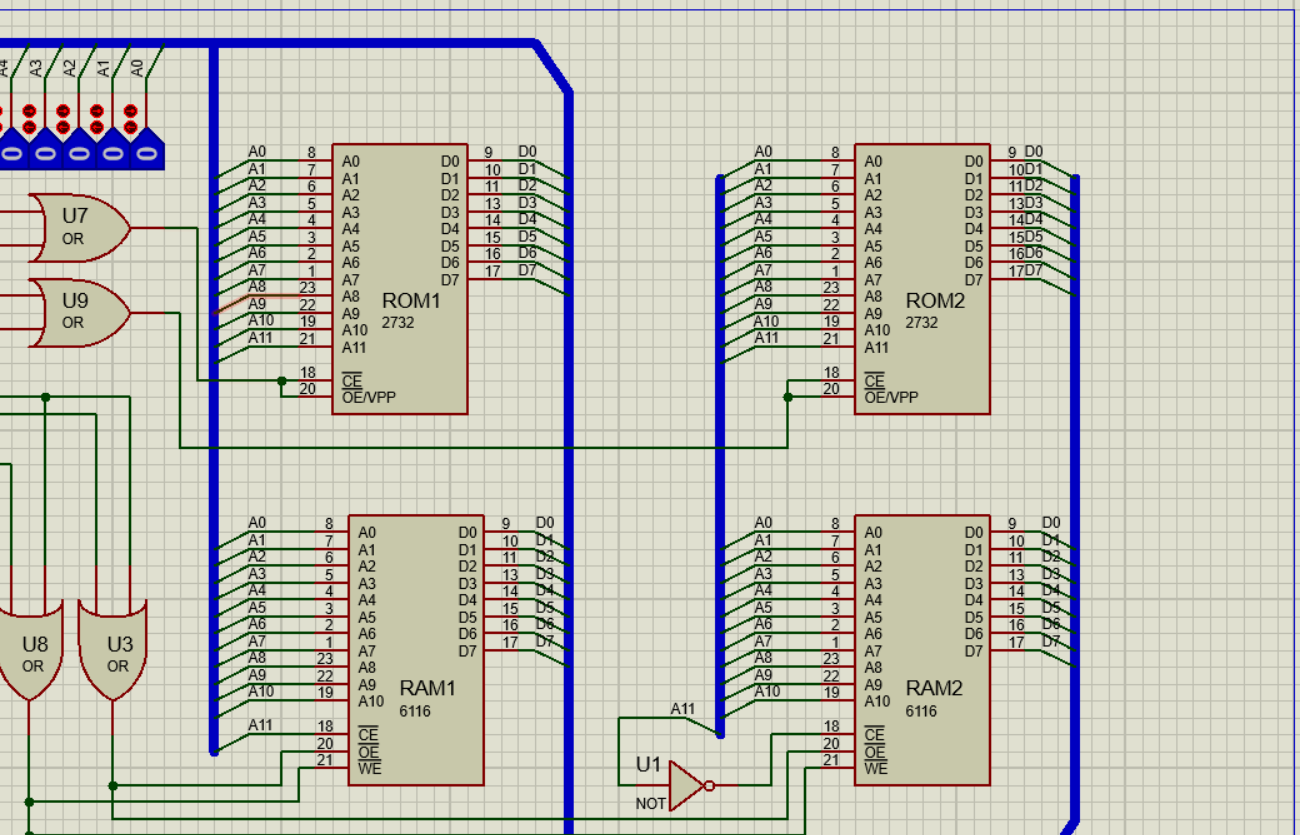 A4 A3 A2 A1 A0
0 0 0 0 0
U7
OR
U9
OR
A0 8 A0 D0 9 D0
A1 7 A1 D1 10 D1
A2 6 A2 D2 11 D2
A3 5 A3 D3 13 D3
A4 4 A4 D4 14 D4
A5 3 A5 D5 15 D5
A6 2 A6 D6 16 D6
A7 1 A7 D7 17 D7
A8 23 A8
A9 22 A9
A10 19 A10
A11 21 A11
18 CE
20 OE/VPP
ROM1
2732
A0 8 A0 D0 9 D0
A1 7 A1 D1 10 D1
A2 6 A2 D2 11 D2
A3 5 A3 D3 13 D3
A4 4 A4 D4 14 D4
A5 3 A5 D5 15 D5
A6 2 A6 D6 16 D6
A7 1 A7 D7 17 D7
A8 23 A8
A9 22 A9
A10 19 A10
A11 21 A11
18 CE
20 OE/VPP
ROM2
2732
U8
OR
U3
OR
A0 8 A0 D0 9 D0
A1 7 A1 D1 10 D1
A2 6 A2 D2 11 D2
A3 5 A3 D3 13 D3
A4 4 A4 D4 14 D4
A5 3 A5 D5 15 D5
A6 2 A6 D6 16 D6
A7 1 A7 D7 17 D7
A8 23 A8
A9 22 A9
A10 19 A10
A11 18 CE
20 OE
21 WE
RAM1
6116
A11
U1
NOT
A0 8 A0 D0 9 D0
A1 7 A1 D1 10 D1
A2 6 A2 D2 11 D2
A3 5 A3 D3 13 D3
A4 4 A4 D4 14 D4
A5 3 A5 D5 15 D5
A6 2 A6 D6 16 D6
A7 1 A7 D7 17 D7
A8 23 A8
A9 22 A9
A10 19 A10
18 CE
20 OE
21 WE
RAM2
6116